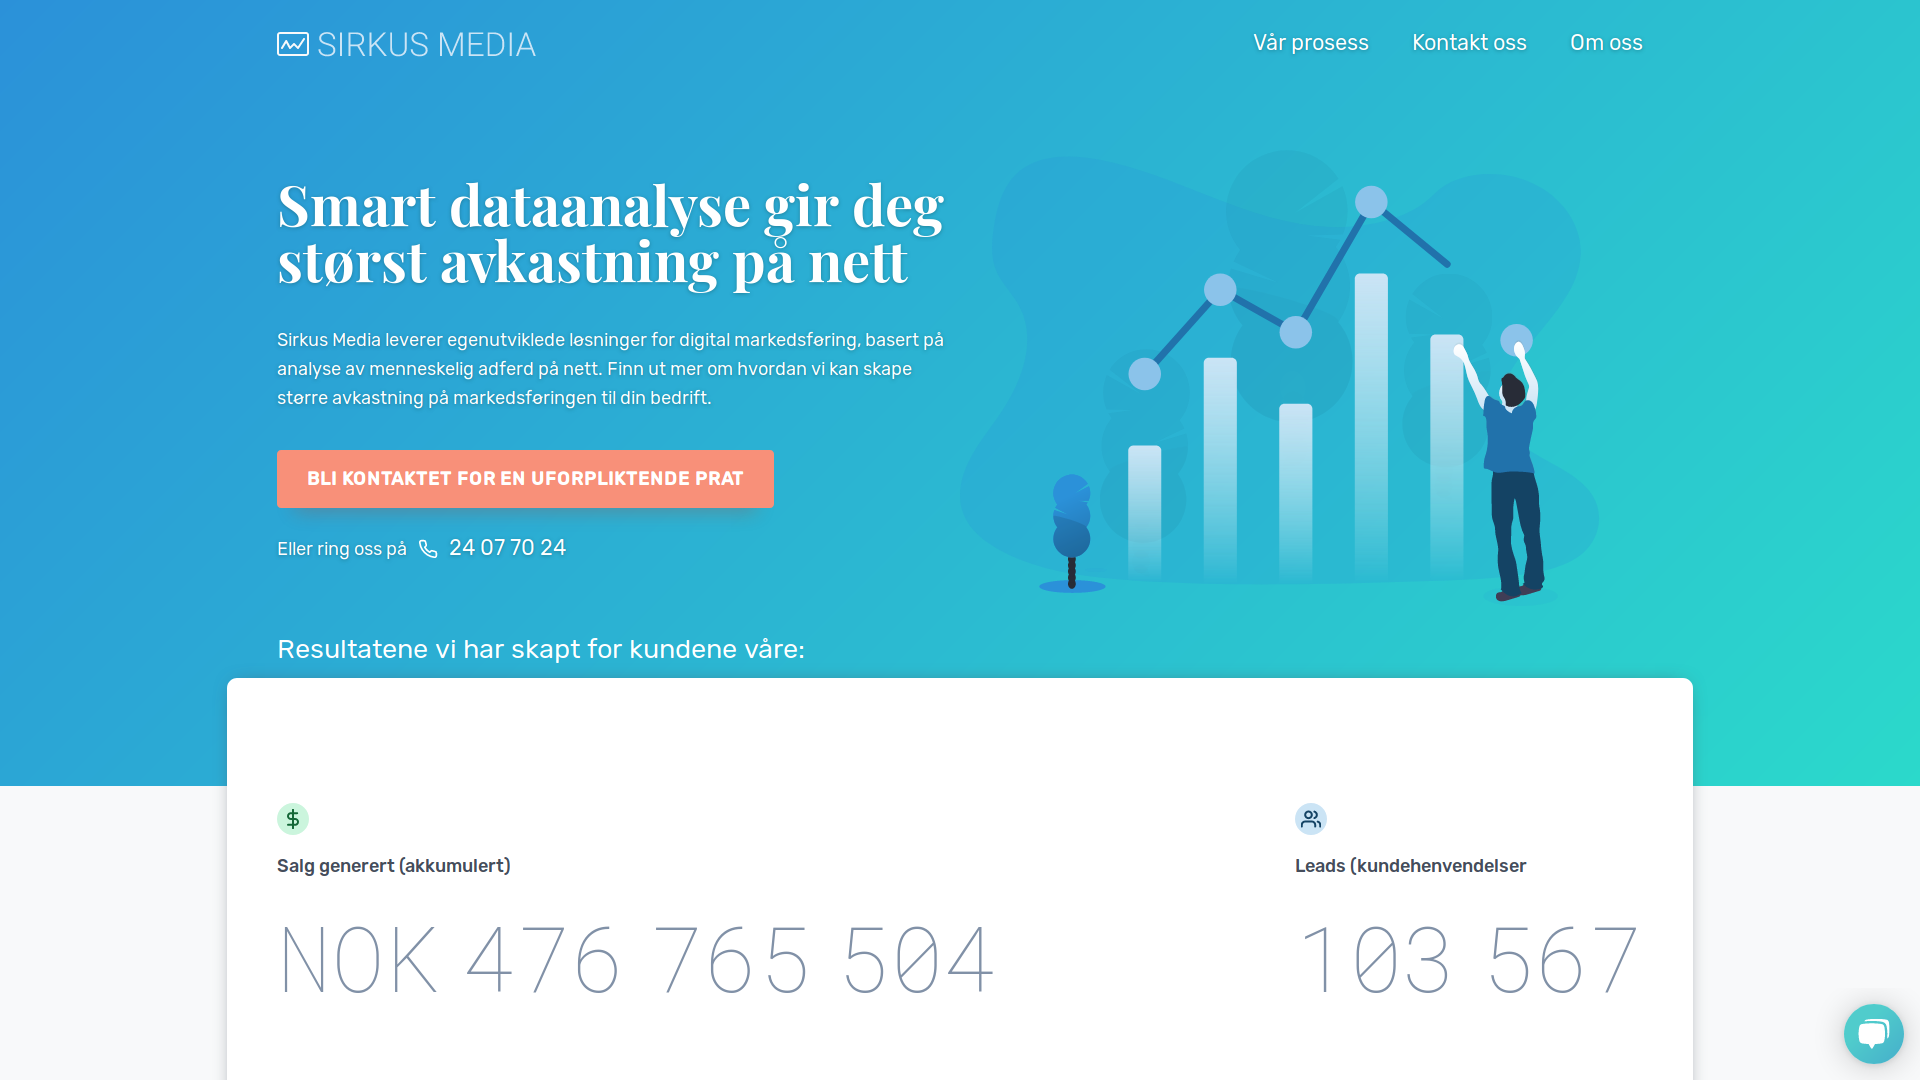 SIRKUS MEDIA
Vår prosess
Kontakt oss
Om oss
Smart dataanalyse gir deg
størst avkastning på nett
Sirkus Media leverer egenutviklede løsninger for digital markedsføring, basert på
analyse av menneskelig adferd på nett. Finn ut mer om hvordan vi kan skape
større avkastning på markedsføringen til din bedrift.
BLI KONTAKTET FOR EN UFORPLIKTENDE PRAT
Eller ring oss på 24 07 70 24
Resultatene vi har skapt for kundene våre:
Salg generert (akkumulert)
NOK 476 765 504
Leads (kundehenvendelser
103 567